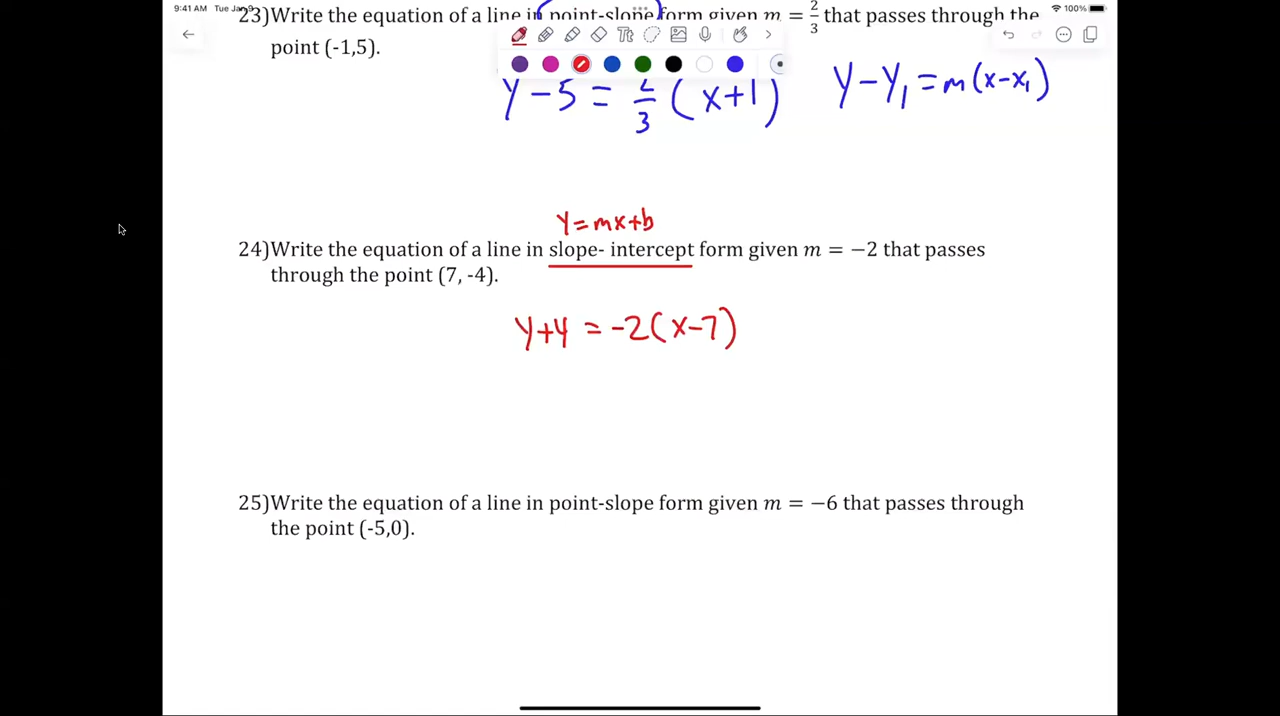 9:41 AM Tue Jan 9
100%
23)Write the equation of a line in point-slope form given m = 2/3 that passes through the
point (-1,5).
y - 5 = 2/3 (x+1)
y - y₁ = m(x-x₁)
y = mx+b
24)Write the equation of a line in slope- intercept form given m = −2 that passes
through the point (7, -4).
y+4 = -2(x-7)
25)Write the equation of a line in point-slope form given m = −6 that passes through
the point (-5,0).